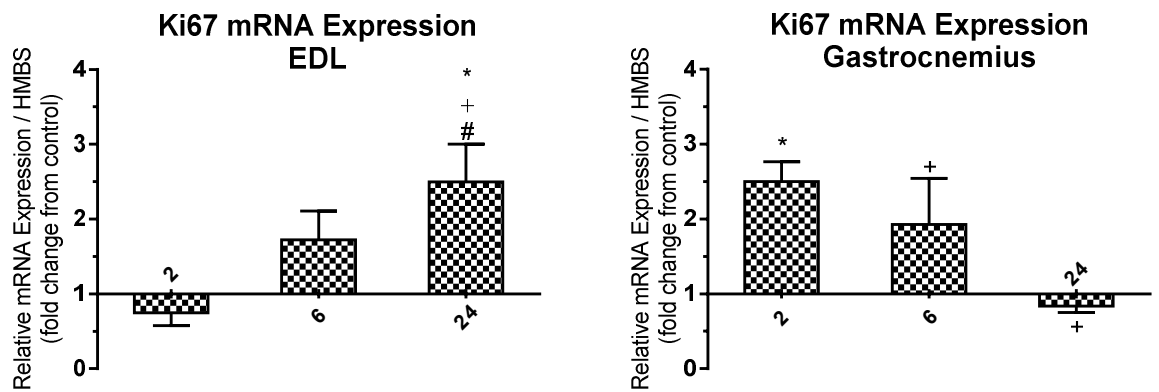 Ki67 mRNA Expression
EDL
Relative mRNA Expression / HMBS
(fold change from control)
4
3
2
1
0
2
6
24
*
+
#
Ki67 mRNA Expression
Gastrocnemius
Relative mRNA Expression / HMBS
(fold change from control)
4
3
2
1
0
*
2
+
6
24
+